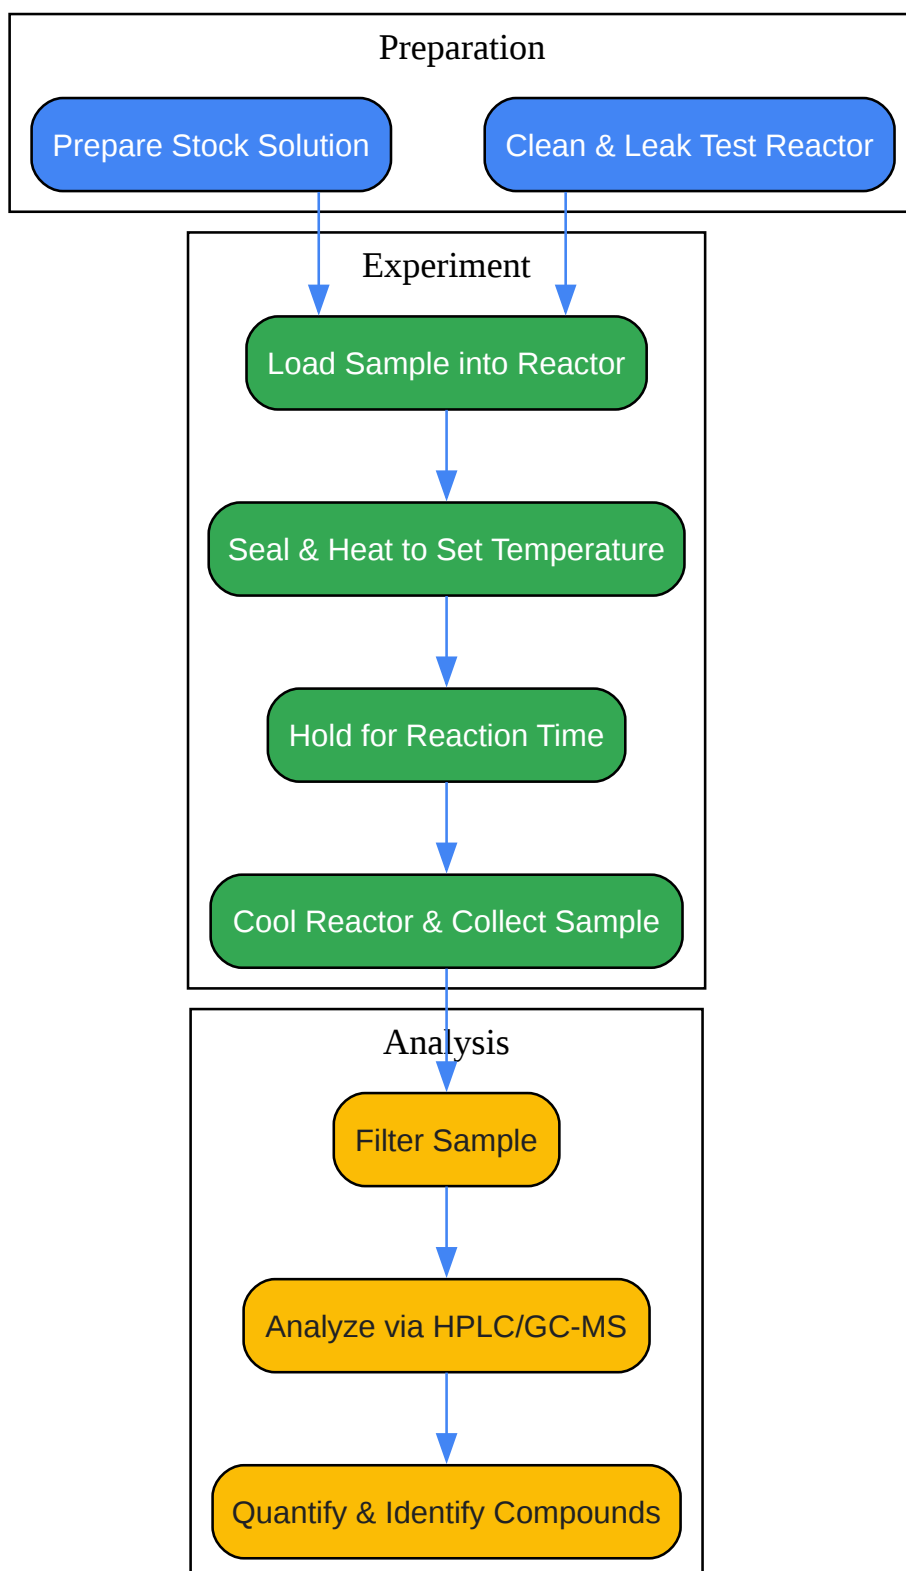 Preparation
Prepare Stock Solution
Clean & Leak Test Reactor
Experiment
Load Sample into Reactor
Seal & Heat to Set Temperature
Hold for Reaction Time
Cool Reactor & Collect Sample
Analysis
Filter Sample
Analyze via HPLC/GC-MS
Quantify & Identify Compounds